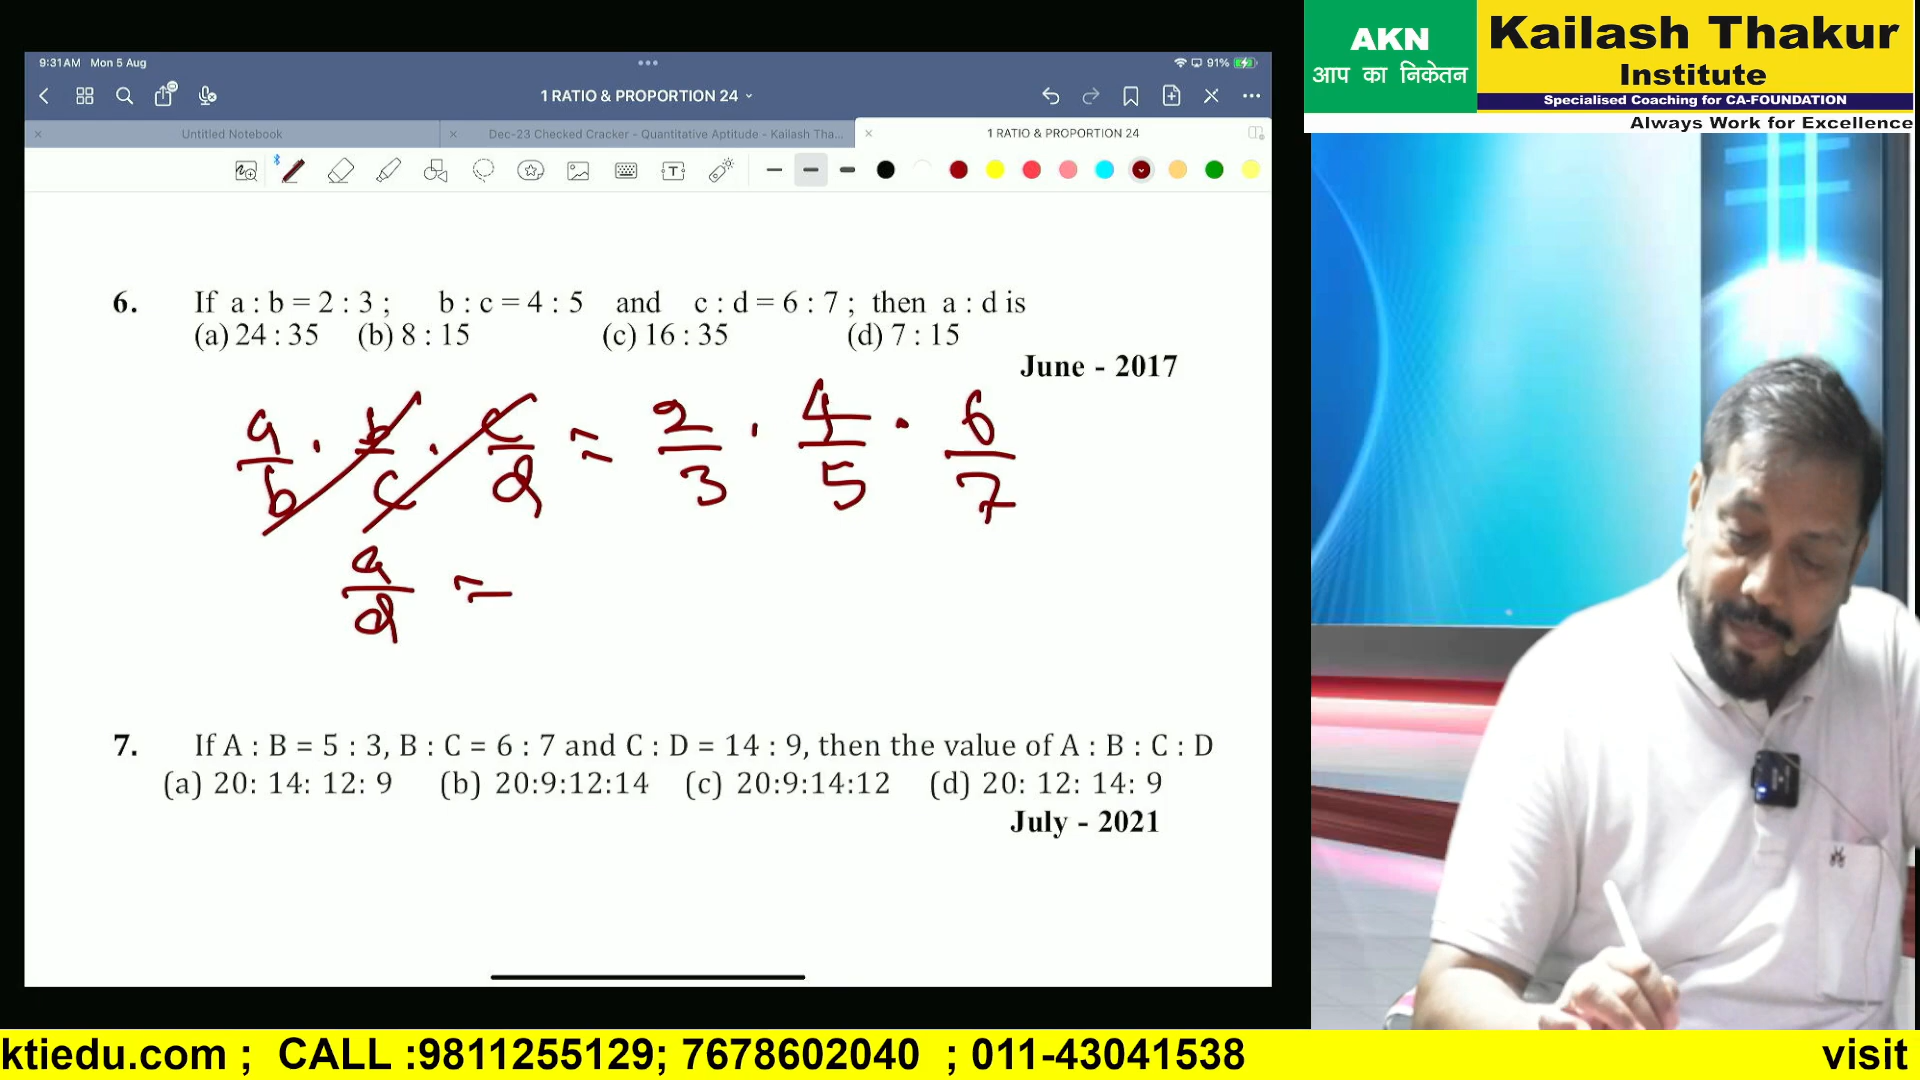 AKN
आप का निकेतन
Kailash Thakur
Institute
Specialised Coaching for CA-FOUNDATION
Always Work for Excellence
9:31 AM Mon 5 Aug
91%
1 RATIO & PROPORTION 24
Untitled Notebook
Dec-23 Checked Cracker - Quantitative Aptitude - Kailash Tha...
1 RATIO & PROPORTION 24
6. If a : b = 2 : 3 ; b : c = 4 : 5 and c : d = 6 : 7 ; then a : d is
(a) 24 : 35 (b) 8 : 15 (c) 16 : 35 (d) 7 : 15
June - 2017
a/b . b/c . c/d = 2/3 . 4/5 . 6/7
a/d =
7. If A : B = 5 : 3, B : C = 6 : 7 and C : D = 14 : 9, then the value of A : B : C : D
(a) 20: 14: 12: 9 (b) 20:9:12:14 (c) 20:9:14:12 (d) 20: 12: 14: 9
July - 2021
ktiedu.com ; CALL :9811255129; 7678602040 ; 011-43041538 visit